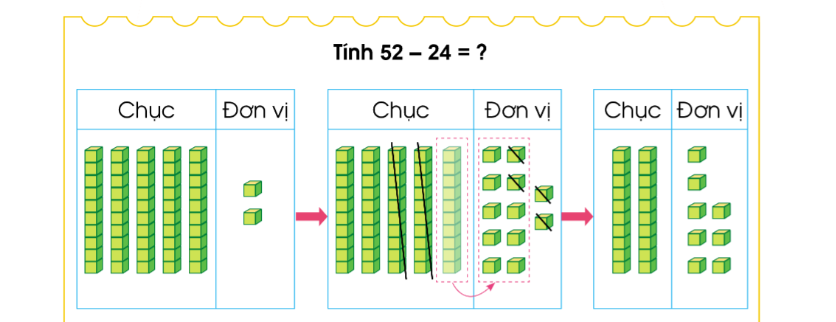 Tính 52 – 24 = ?
Chục Đơn vị
Chục Đơn vị
Chục Đơn vị